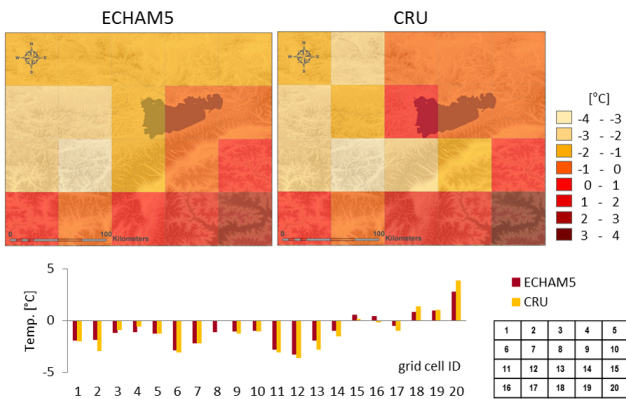 ECHAM5 CRU
N N
W E W E
S S
[°C]
-4 - -3
-3 - -2
-2 - -1
-1 - 0
0 - 1
1 - 2
2 - 3
3 - 4
0 100 Kilometers 0 100 Kilometers
5
0
-5
Temp. [°C]
grid cell ID
1 2 3 4 5 6 7 8 9 10 11 12 13 14 15 16 17 18 19 20
ECHAM5
CRU
1 2 3 4 5
6 7 8 9 10
11 12 13 14 15
16 17 18 19 20